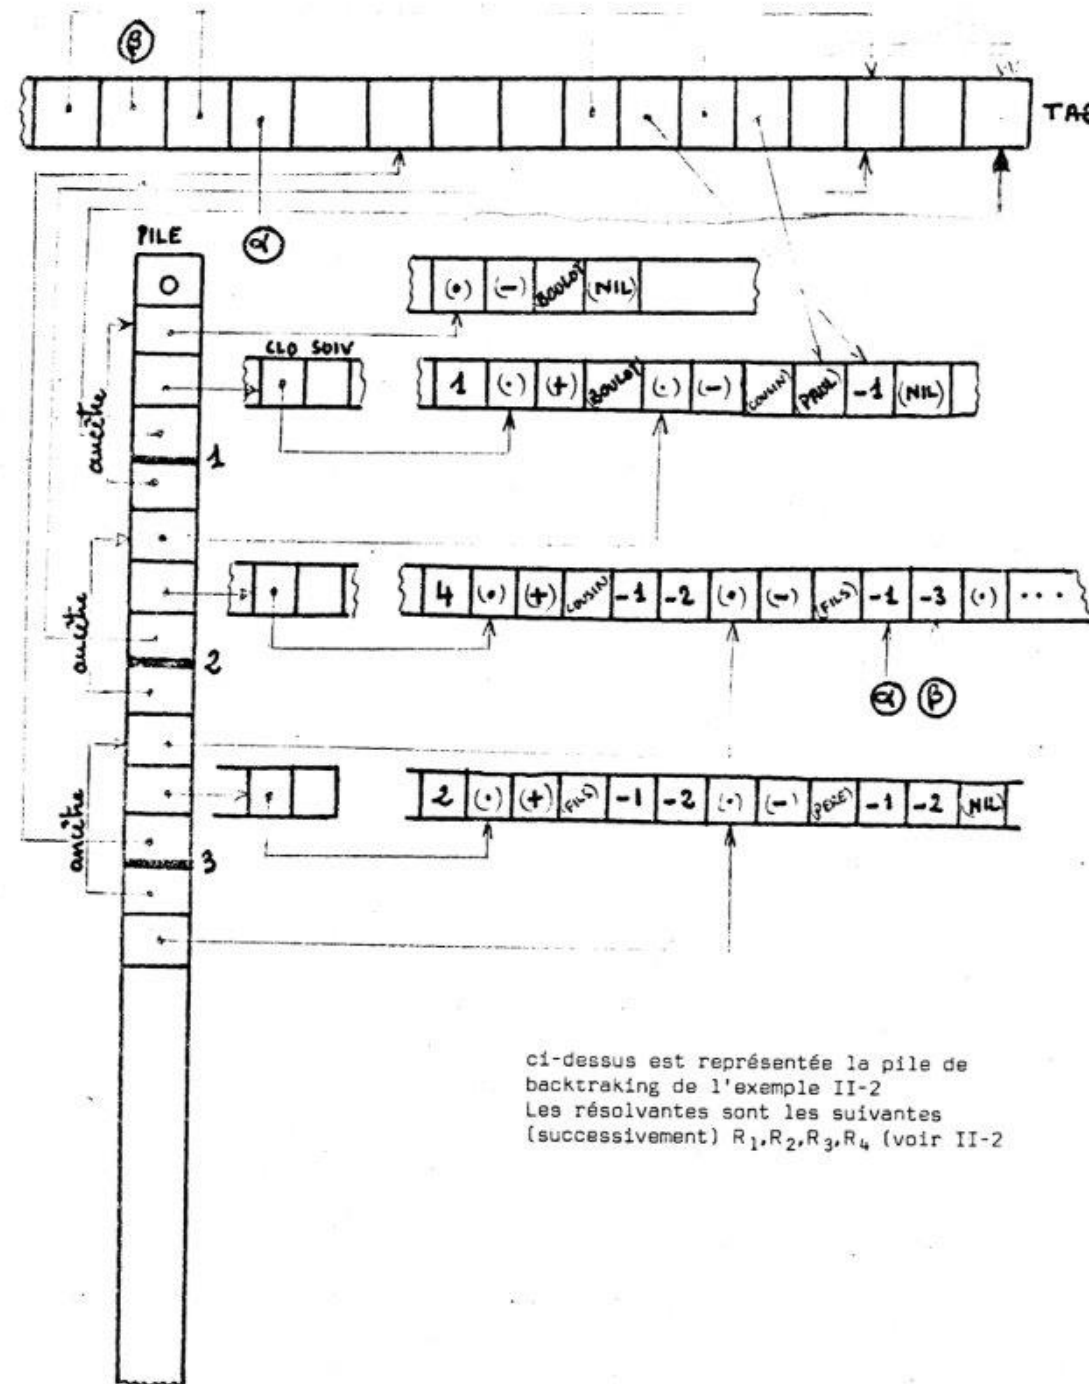 β
TAB
PILE
α
O
(•) (-) BOULOT (NIL)
CLO SUIV
1 (•) (+) BOULOT (•) (-) COUSIN) PAUL) -1 (NIL)
ancêtre
1
4 (•) (+) COUSIN -1 -2 (•) (-) (FILS) -1 -3 (•) ...
ancêtre
2
α β
2 (•) (+) (FILS) -1 -2 (•) (-) (PERE) -1 -2 (NIL)
ancêtre
3
ci-dessus est représentée la pile de
backtraking de l'exemple II-2
Les résolvantes sont les suivantes
(successivement) R1,R2,R3,R4 (voir II-2